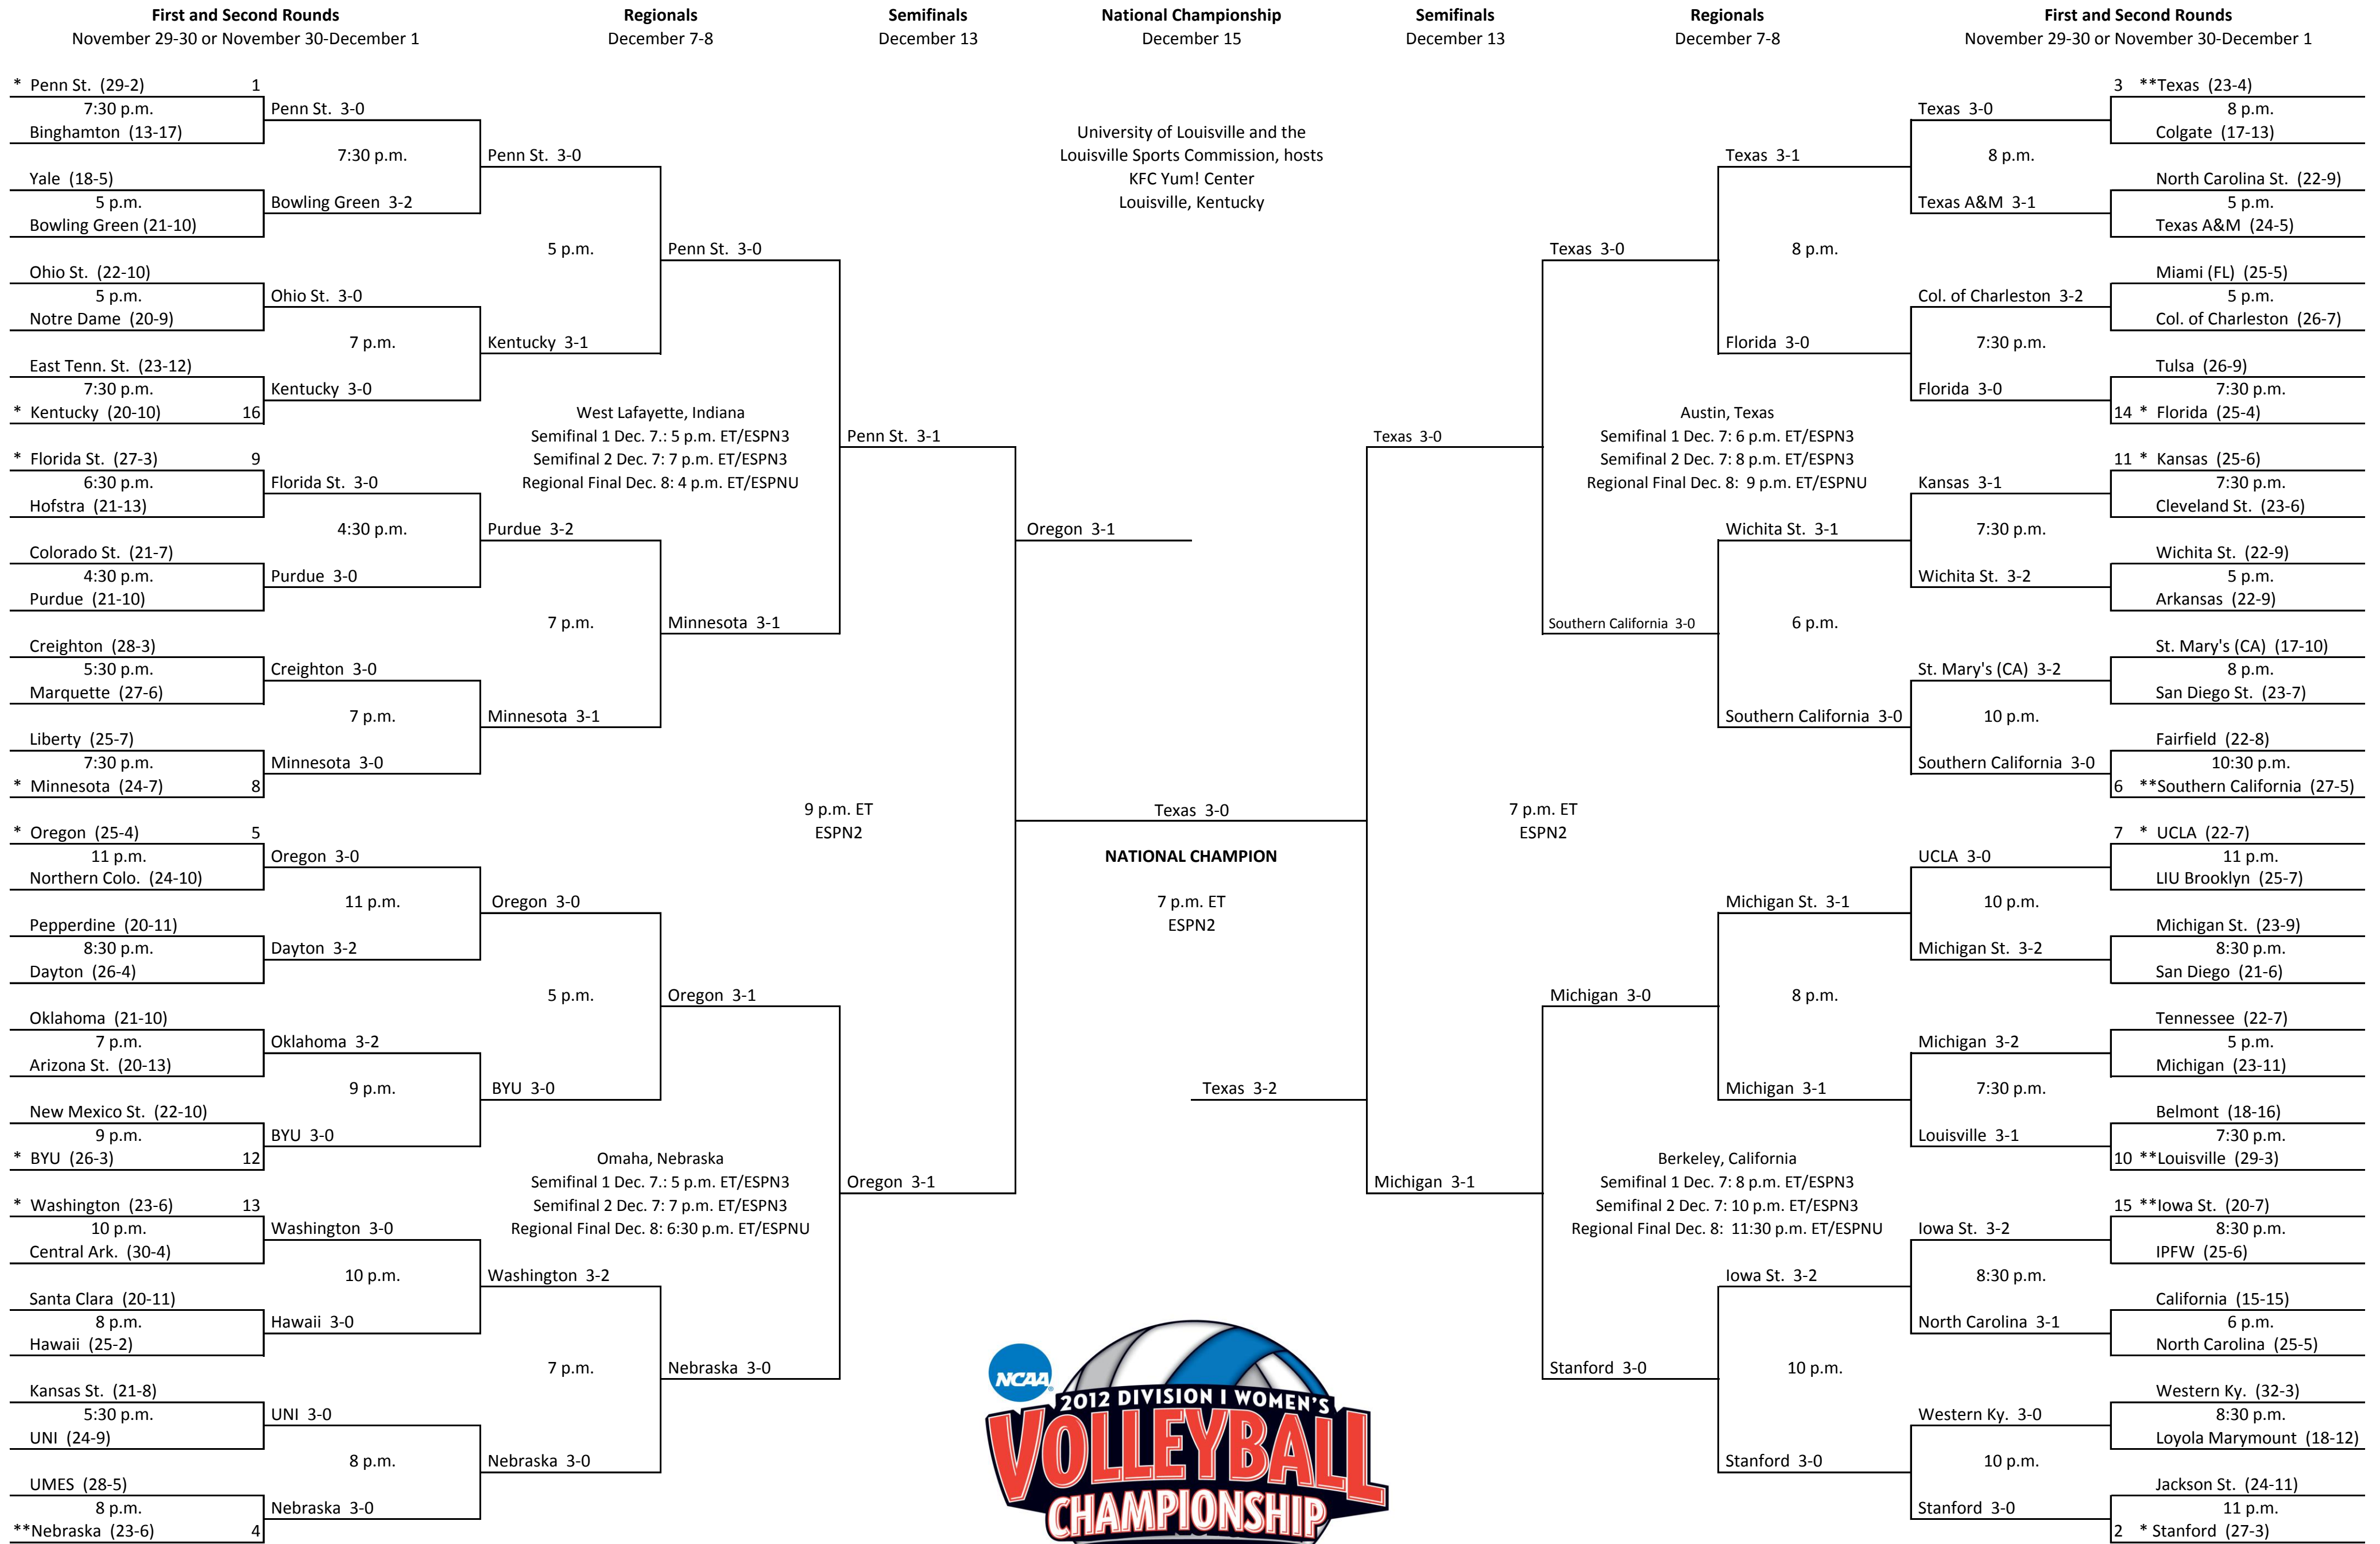 First and Second Rounds
November 29-30 or November 30-December 1
Regionals
December 7-8
Semifinals
December 13
National Championship
December 15
Semifinals
December 13
Regionals
December 7-8
First and Second Rounds
November 29-30 or November 30-December 1
* Penn St. (29-2) 1
7:30 p.m.
Binghamton (13-17)
Penn St. 3-0
7:30 p.m.
Yale (18-5)
5 p.m.
Bowling Green (21-10)
Bowling Green 3-2
Penn St. 3-0
5 p.m.
Ohio St. (22-10)
5 p.m.
Notre Dame (20-9)
Ohio St. 3-0
7 p.m.
East Tenn. St. (23-12)
7:30 p.m.
* Kentucky (20-10) 16
Kentucky 3-0
Kentucky 3-1
Penn St. 3-0
West Lafayette, Indiana
Semifinal 1 Dec. 7.: 5 p.m. ET/ESPN3
Semifinal 2 Dec. 7: 7 p.m. ET/ESPN3
Regional Final Dec. 8: 4 p.m. ET/ESPNU
Penn St. 3-1
* Florida St. (27-3) 9
6:30 p.m.
Hofstra (21-13)
Florida St. 3-0
4:30 p.m.
Colorado St. (21-7)
4:30 p.m.
Purdue (21-10)
Purdue 3-0
Purdue 3-2
7 p.m.
Creighton (28-3)
5:30 p.m.
Marquette (27-6)
Creighton 3-0
7 p.m.
Liberty (25-7)
7:30 p.m.
* Minnesota (24-7) 8
Minnesota 3-0
Minnesota 3-1
Minnesota 3-1
9 p.m. ET
ESPN2
Oregon 3-1
* Oregon (25-4) 5
11 p.m.
Northern Colo. (24-10)
Oregon 3-0
11 p.m.
Pepperdine (20-11)
8:30 p.m.
Dayton (26-4)
Dayton 3-2
Oregon 3-0
5 p.m.
Oklahoma (21-10)
7 p.m.
Arizona St. (20-13)
Oklahoma 3-2
9 p.m.
New Mexico St. (22-10)
9 p.m.
* BYU (26-3) 12
BYU 3-0
BYU 3-0
Oregon 3-1
Omaha, Nebraska
Semifinal 1 Dec. 7.: 5 p.m. ET/ESPN3
Semifinal 2 Dec. 7: 7 p.m. ET/ESPN3
Regional Final Dec. 8: 6:30 p.m. ET/ESPNU
Oregon 3-1
* Washington (23-6) 13
10 p.m.
Central Ark. (30-4)
Washington 3-0
10 p.m.
Santa Clara (20-11)
8 p.m.
Hawaii (25-2)
Hawaii 3-0
Washington 3-2
7 p.m.
Kansas St. (21-8)
5:30 p.m.
UNI (24-9)
UNI 3-0
8 p.m.
UMES (28-5)
8 p.m.
**Nebraska (23-6) 4
Nebraska 3-0
Nebraska 3-0
Nebraska 3-0
University of Louisville and the
Louisville Sports Commission, hosts
KFC Yum! Center
Louisville, Kentucky
Texas 3-0
NATIONAL CHAMPION
7 p.m. ET
ESPN2
Texas 3-2
NCAA
2012 DIVISION I WOMEN'S
VOLLEYBALL
CHAMPIONSHIP
3 **Texas (23-4)
8 p.m.
Colgate (17-13)
Texas 3-0
8 p.m.
North Carolina St. (22-9)
5 p.m.
Texas A&M (24-5)
Texas A&M 3-1
Texas 3-1
8 p.m.
Miami (FL) (25-5)
5 p.m.
Col. of Charleston (26-7)
Col. of Charleston 3-2
7:30 p.m.
Tulsa (26-9)
7:30 p.m.
14 * Florida (25-4)
Florida 3-0
Florida 3-0
Texas 3-0
Austin, Texas
Semifinal 1 Dec. 7: 6 p.m. ET/ESPN3
Semifinal 2 Dec. 7: 8 p.m. ET/ESPN3
Regional Final Dec. 8: 9 p.m. ET/ESPNU
Texas 3-0
11 * Kansas (25-6)
7:30 p.m.
Cleveland St. (23-6)
Kansas 3-1
7:30 p.m.
Wichita St. (22-9)
5 p.m.
Arkansas (22-9)
Wichita St. 3-2
Wichita St. 3-1
6 p.m.
St. Mary's (CA) (17-10)
8 p.m.
San Diego St. (23-7)
St. Mary's (CA) 3-2
10 p.m.
Fairfield (22-8)
10:30 p.m.
6 **Southern California (27-5)
Southern California 3-0
Southern California 3-0
Southern California 3-0
7 p.m. ET
ESPN2
7 * UCLA (22-7)
11 p.m.
LIU Brooklyn (25-7)
UCLA 3-0
10 p.m.
Michigan St. (23-9)
8:30 p.m.
San Diego (21-6)
Michigan St. 3-2
Michigan St. 3-1
8 p.m.
Tennessee (22-7)
5 p.m.
Michigan (23-11)
Michigan 3-2
7:30 p.m.
Belmont (18-16)
7:30 p.m.
10 **Louisville (29-3)
Louisville 3-1
Michigan 3-1
Michigan 3-0
Berkeley, California
Semifinal 1 Dec. 7: 8 p.m. ET/ESPN3
Semifinal 2 Dec. 7: 10 p.m. ET/ESPN3
Regional Final Dec. 8: 11:30 p.m. ET/ESPNU
Michigan 3-1
15 **Iowa St. (20-7)
8:30 p.m.
IPFW (25-6)
Iowa St. 3-2
8:30 p.m.
California (15-15)
6 p.m.
North Carolina (25-5)
North Carolina 3-1
Iowa St. 3-2
10 p.m.
Western Ky. (32-3)
8:30 p.m.
Loyola Marymount (18-12)
Western Ky. 3-0
10 p.m.
Jackson St. (24-11)
11 p.m.
2 * Stanford (27-3)
Stanford 3-0
Stanford 3-0
Stanford 3-0